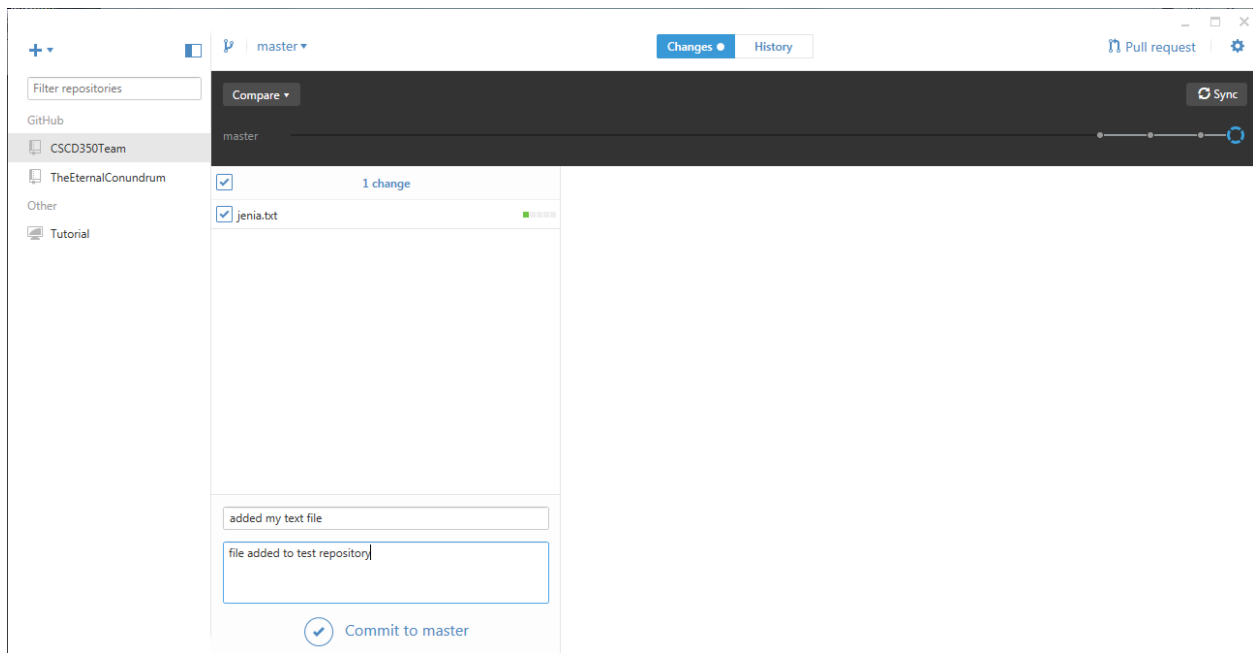 master
Changes
History
Pull request
Filter repositories
Compare
Sync
GitHub
master
CSCD350Team
TheEternalConundrum
Other
Tutorial
1 change
jenia.txt
added my text file
file added to test repository
Commit to master